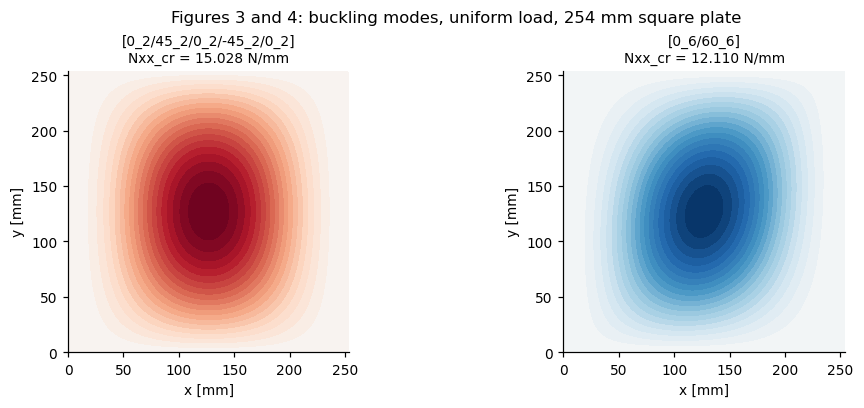 Figures 3 and 4: buckling modes, uniform load, 254 mm square plate
[0_2/45_2/0_2/-45_2/0_2]
Nxx_cr = 15.028 N/mm
250
200
150
100
50
0
y [mm]
0 50 100 150 200 250
x [mm]
[0_6/60_6]
Nxx_cr = 12.110 N/mm
250
200
150
100
50
0
y [mm]
0 50 100 150 200 250
x [mm]